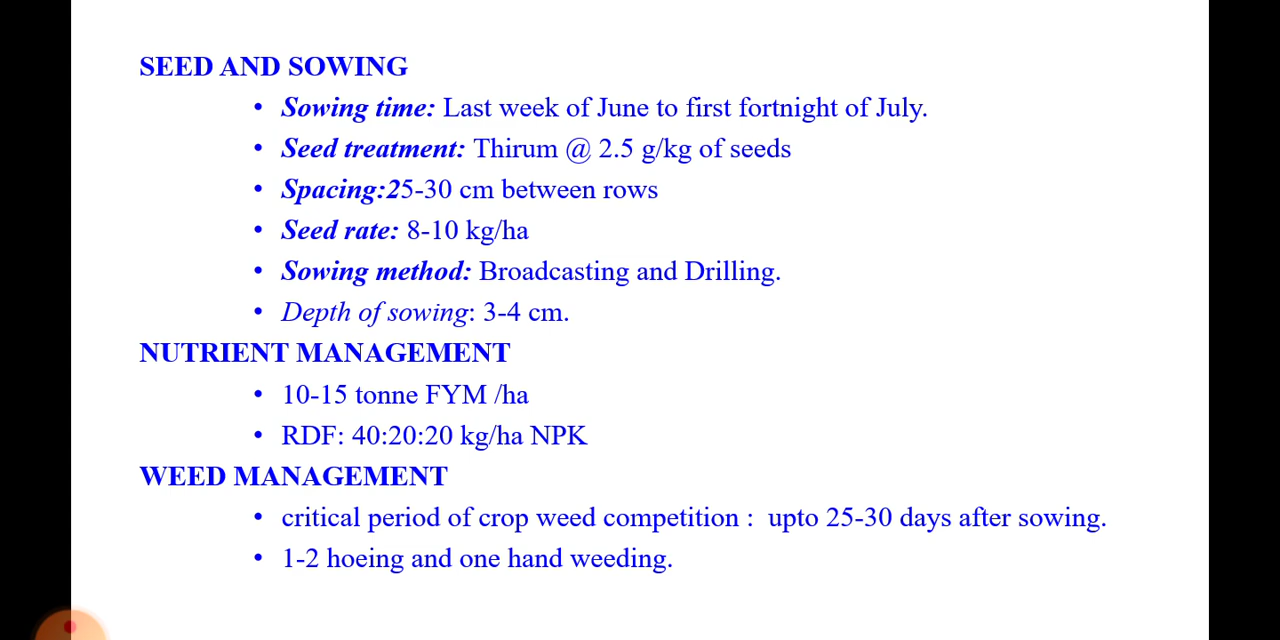 SEED AND SOWING
• Sowing time: Last week of June to first fortnight of July.
• Seed treatment: Thirum @ 2.5 g/kg of seeds
• Spacing:25-30 cm between rows
• Seed rate: 8-10 kg/ha
• Sowing method: Broadcasting and Drilling.
• Depth of sowing: 3-4 cm.
NUTRIENT MANAGEMENT
• 10-15 tonne FYM /ha
• RDF: 40:20:20 kg/ha NPK
WEED MANAGEMENT
• critical period of crop weed competition : upto 25-30 days after sowing.
• 1-2 hoeing and one hand weeding.